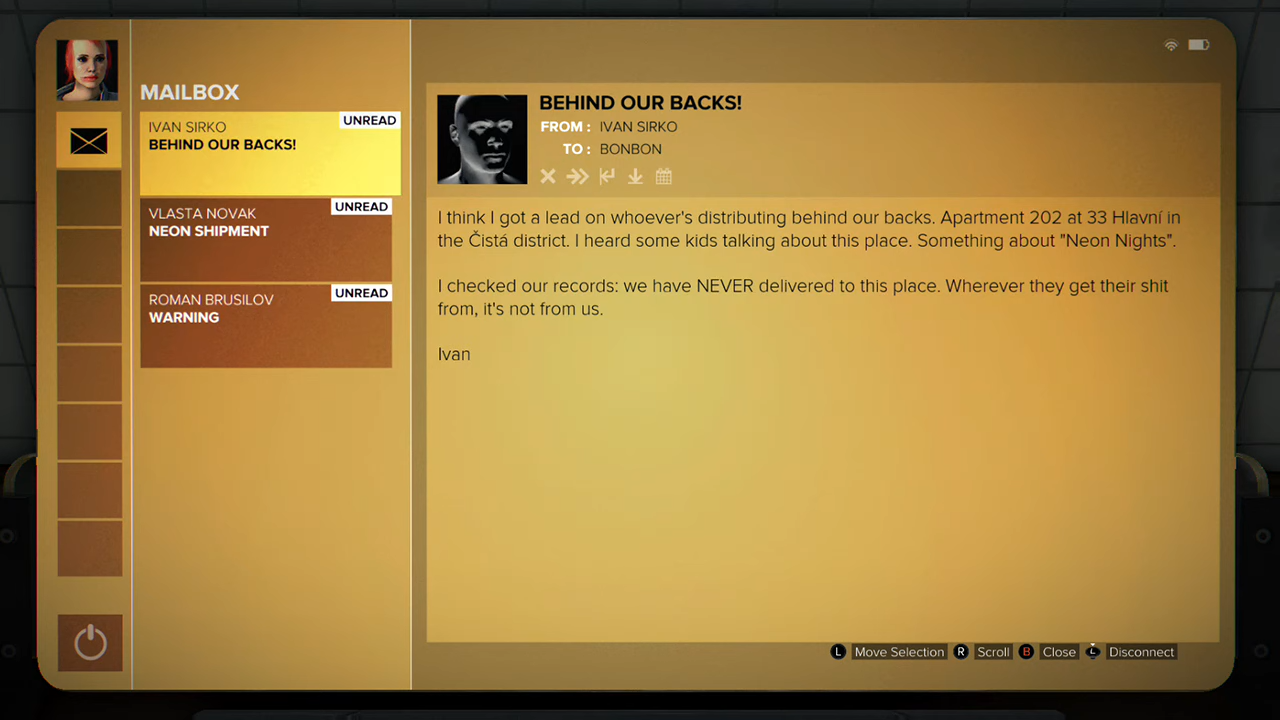 MAILBOX
UNREAD
IVAN SIRKO
BEHIND OUR BACKS!
UNREAD
VLASTA NOVAK
NEON SHIPMENT
UNREAD
ROMAN BRUSILOV
WARNING
BEHIND OUR BACKS!
FROM : IVAN SIRKO
TO : BONBON
I think I got a lead on whoever's distributing behind our backs. Apartment 202 at 33 Hlavní in
the Čistá district. I heard some kids talking about this place. Something about "Neon Nights".
I checked our records: we have NEVER delivered to this place. Wherever they get their shit
from, it's not from us.
Ivan
L Move Selection R Scroll B Close L Disconnect